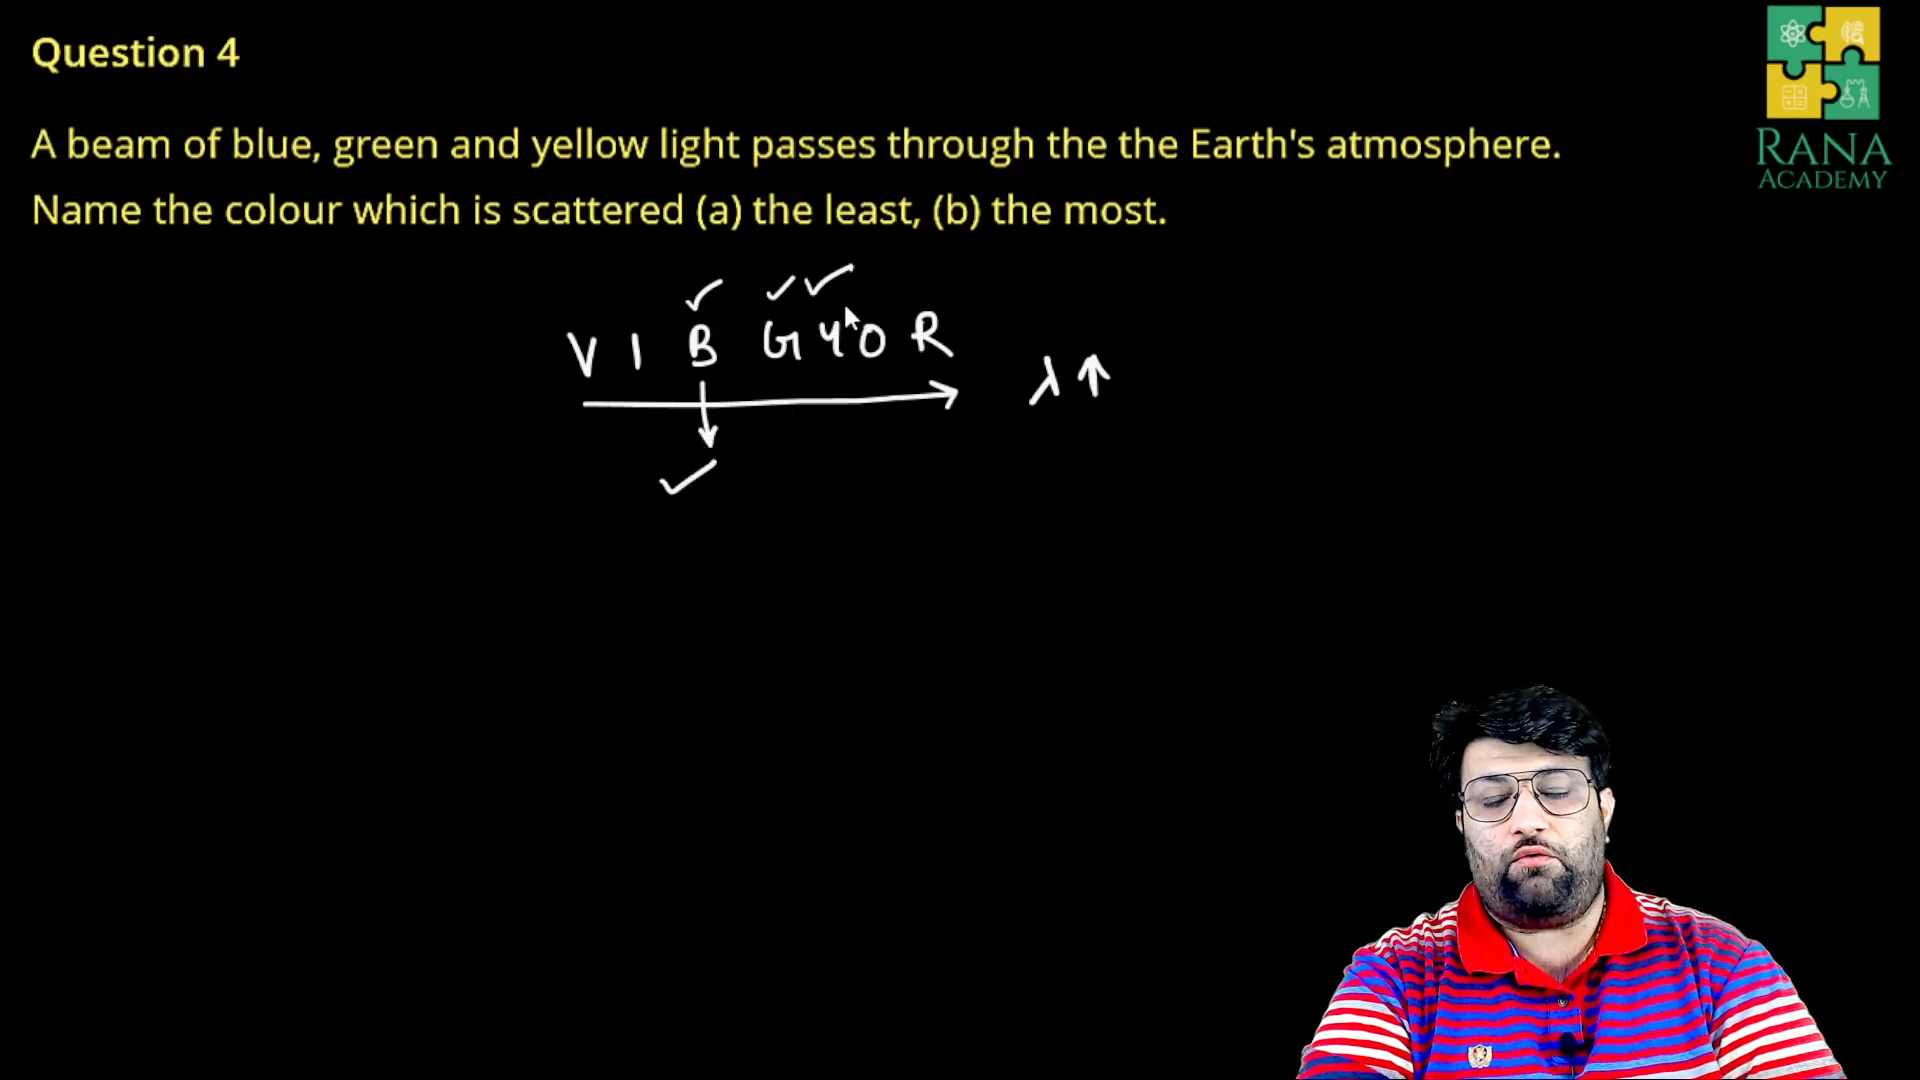 Question 4
RANA
ACADEMY
A beam of blue, green and yellow light passes through the the Earth's atmosphere.
Name the colour which is scattered (a) the least, (b) the most.
V I B G Y O R
λ ↑